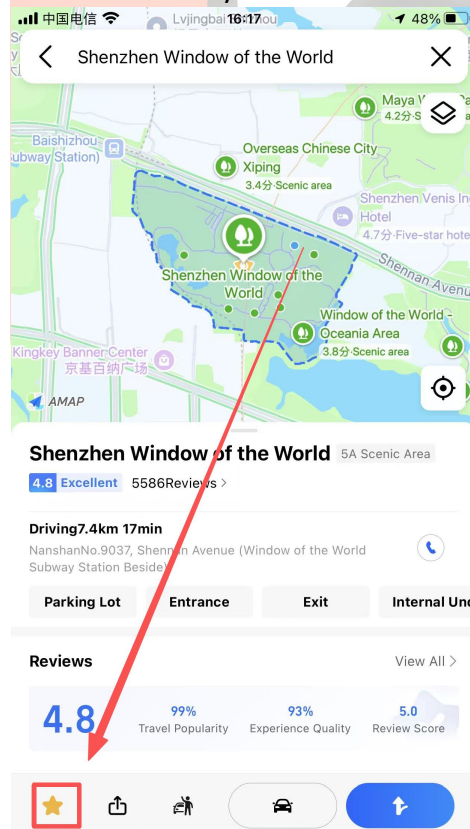 中国电信
Lvjingbai
16:17
48%
Shenzhen Window of the World
4.2分
Baishizhou
Subway Station)
Overseas Chinese City
Xiping
3.4分·Scenic area
Shenzhen Venis In
Hotel
4.7分·Five-star hote
Shennan Avenu
Shenzhen Window of the
World
Window of the World -
Oceania Area
3.8分·Scenic area
Kingkey Banner Center
京基百纳广场
AMAP
Shenzhen Window of the World
5A Scenic Area
4.8 Excellent 5586Reviews >
Driving7.4km 17min
NanshanNo.9037, Shennan Avenue (Window of the World
Subway Station Beside)
Parking Lot Entrance Exit Internal Und
Reviews View All >
4.8
99% 93% 5.0
Travel Popularity Experience Quality Review Score